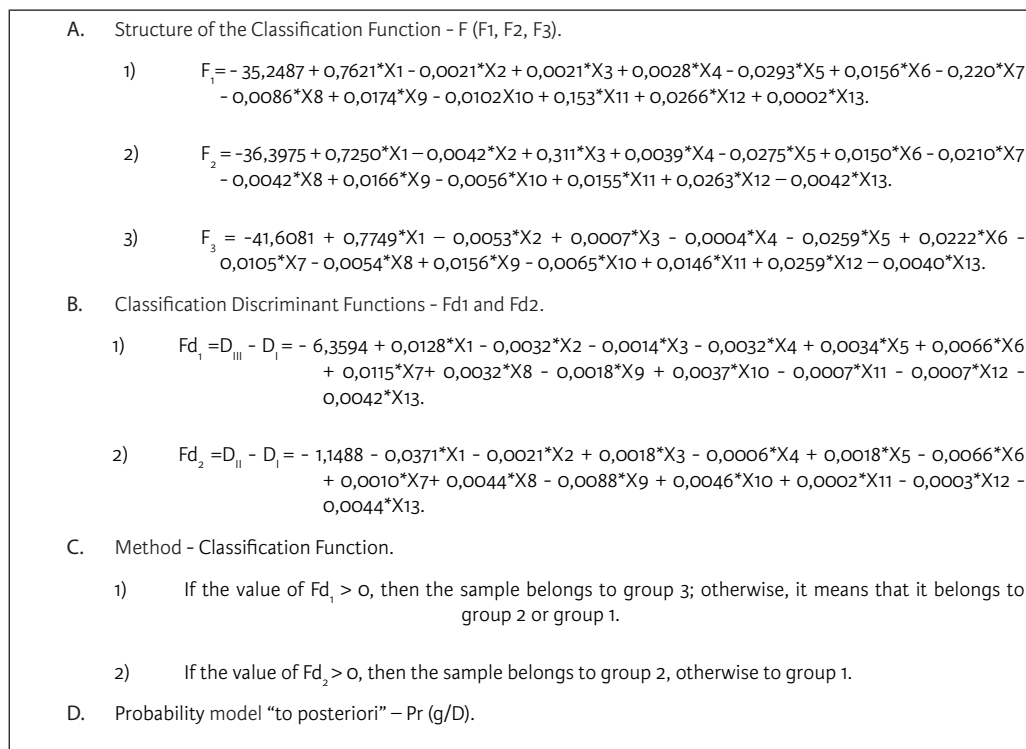 A. Structure of the Classification Function - F (F1, F2, F3).
1) F1= - 35,2487 + 0,7621*X1 - 0,0021*X2 + 0,0021*X3 + 0,0028*X4 - 0,0293*X5 + 0,0156*X6 - 0,220*X7
- 0,0086*X8 + 0,0174*X9 - 0,0102X10 + 0,153*X11 + 0,0266*X12 + 0,0002*X13.
2) F2 = -36,3975 + 0,7250*X1 – 0,0042*X2 + 0,311*X3 + 0,0039*X4 - 0,0275*X5 + 0,0150*X6 - 0,0210*X7
- 0,0042*X8 + 0,0166*X9 - 0,0056*X10 + 0,0155*X11 + 0,0263*X12 – 0,0042*X13.
3) F3 = -41,6081 + 0,7749*X1 – 0,0053*X2 + 0,0007*X3 - 0,0004*X4 - 0,0259*X5 + 0,0222*X6 -
0,0105*X7 - 0,0054*X8 + 0,0156*X9 - 0,0065*X10 + 0,0146*X11 + 0,0259*X12 – 0,0040*X13.
B. Classification Discriminant Functions - Fd1 and Fd2.
1) Fd1 =DIII - DI = - 6,3594 + 0,0128*X1 - 0,0032*X2 - 0,0014*X3 - 0,0032*X4 + 0,0034*X5 + 0,0066*X6
+ 0,0115*X7+ 0,0032*X8 - 0,0018*X9 + 0,0037*X10 - 0,0007*X11 - 0,0007*X12 -
0,0042*X13.
2) Fd2 =DII - DI = - 1,1488 - 0,0371*X1 - 0,0021*X2 + 0,0018*X3 - 0,0006*X4 + 0,0018*X5 - 0,0066*X6
+ 0,0010*X7+ 0,0044*X8 - 0,0088*X9 + 0,0046*X10 + 0,0002*X11 - 0,0003*X12 -
0,0044*X13.
C. Method - Classification Function.
1) If the value of Fd1 > 0, then the sample belongs to group 3; otherwise, it means that it belongs to
group 2 or group 1.
2) If the value of Fd2 > 0, then the sample belongs to group 2, otherwise to group 1.
D. Probability model “to posteriori” – Pr (g/D).